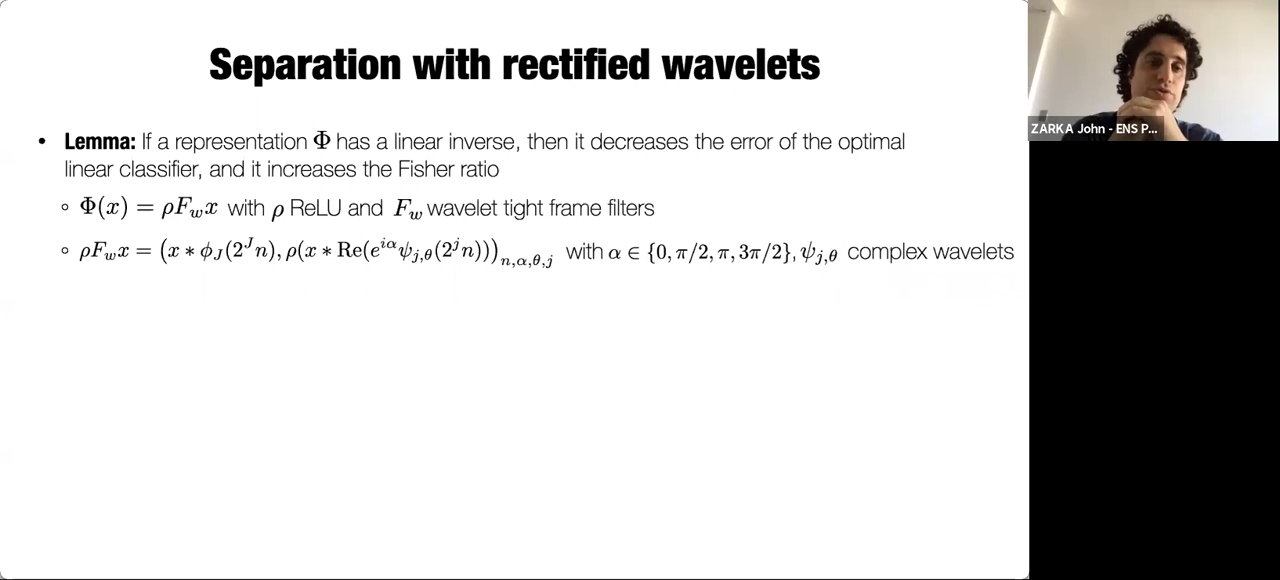 Separation with rectified wavelets
• Lemma: If a representation Φ has a linear inverse, then it decreases the error of the optimal
linear classifier, and it increases the Fisher ratio
◦ Φ(x) = ρF_w x with ρ ReLU and F_w wavelet tight frame filters
◦ ρF_w x = (x ∗ ϕ_J(2^J n), ρ(x ∗ Re(e^{iα}ψ_{j,θ}(2^j n)))_{n,α,θ,j} with α ∈ {0, π/2, π, 3π/2}, ψ_{j,θ} complex wavelets
ZARKA John - ENS P...